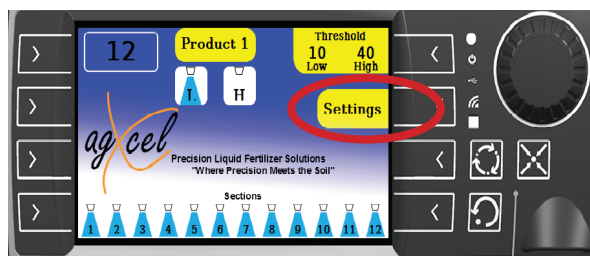 12
Product 1
Threshold
10 40
Low High
L H
Settings
agXcel
Precision Liquid Fertilizer Solutions
"Where Precision Meets the Soil"
Sections
1 2 3 4 5 6 7 8 9 10 11 12